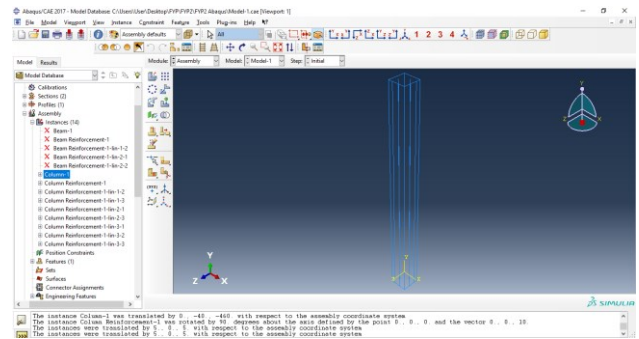 Abaqus/CAE 2017 - Model Database C:\Users\User\Desktop\FYP\FYP2\FYP2 Abaqus\Model-1.cae [Viewport: 1]
File Model Viewport View Instance Constraint Feature Tools Plug-ins Help
Assembly defaults All 1 2 3 4
Model Results Module: Assembly Model: Model-1 Step: Initial
Model Database
Calibrations
Sections (2)
Profiles (1)
Assembly
Instances (14)
Beam-1
Beam Reinforcement-1
Beam Reinforcement-1-lin-1-2
Beam Reinforcement-1-lin-2-1
Beam Reinforcement-1-lin-2-2
Column-1
Column Reinforcement-1
Column Reinforcement-1-lin-1-2
Column Reinforcement-1-lin-1-3
Column Reinforcement-1-lin-2-1
Column Reinforcement-1-lin-2-3
Column Reinforcement-1-lin-3-1
Column Reinforcement-1-lin-3-2
Column Reinforcement-1-lin-3-3
Position Constraints
Features (1)
Sets
Surfaces
Connector Assignments
Engineering Features
Y
Z X
SIMULIA
The instance Column-1 was translated by 0., -40., -460. with respect to the assembly coordinate system
The instance Column Reinforcement-1 was rotated by 90. degrees about the axis defined by the point 0., 0., 0. and the vector 0., 0., 10.
The instances were translated by 5., 0., 5. with respect to the assembly coordinate system
The instances were translated by 5., 0., 5. with respect to the assembly coordinate system